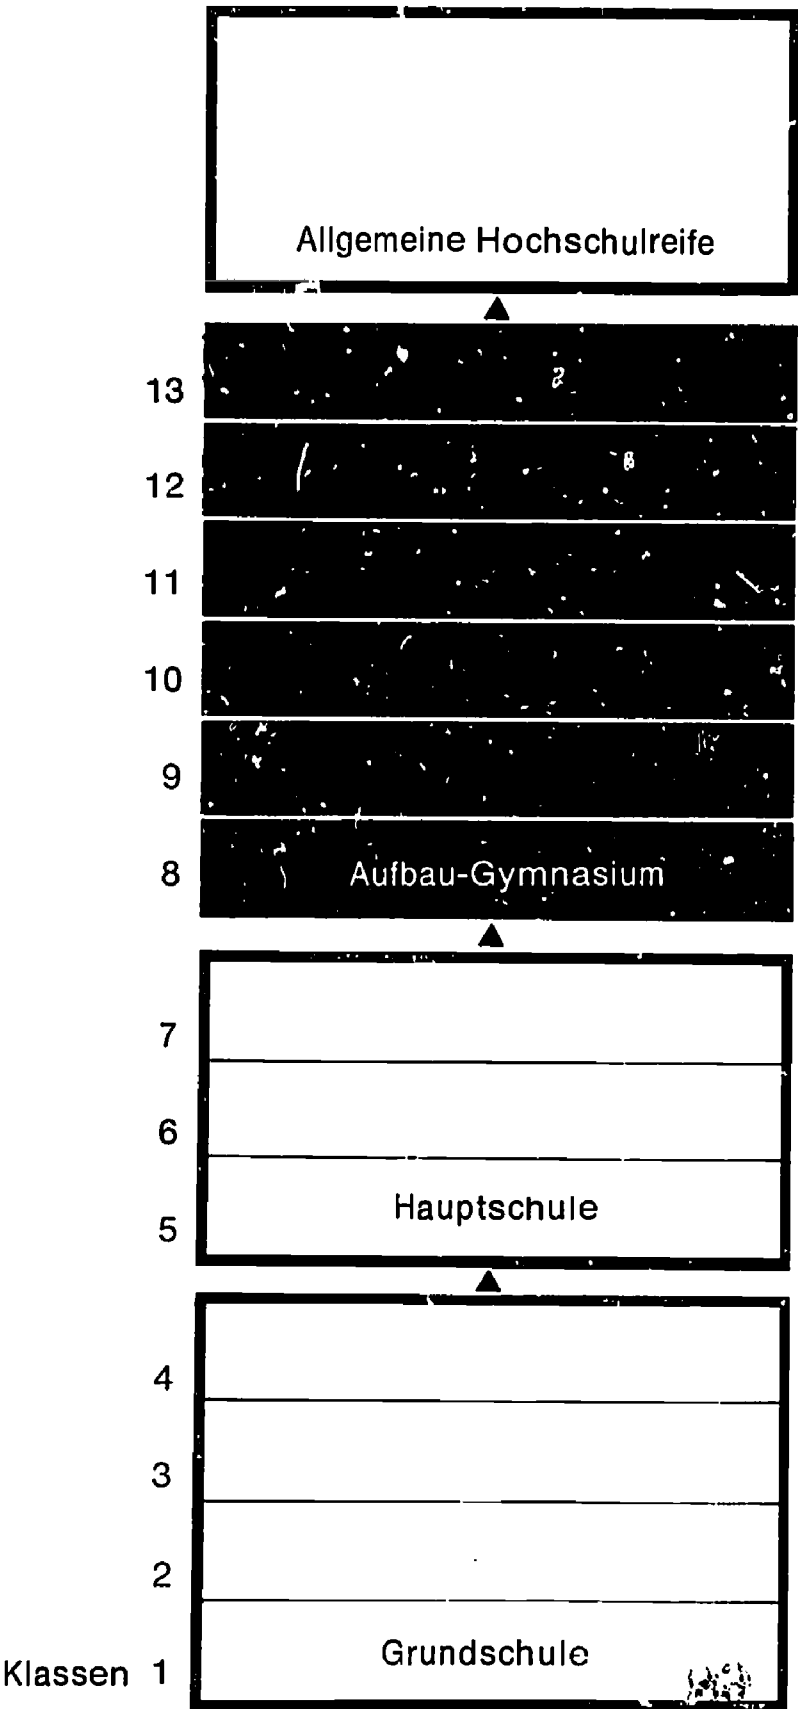 Allgemeine Hochschulreife
13
12
11
10
9
8 Aufbau-Gymnasium
7
6
5 Hauptschule
4
3
2
Klassen 1 Grundschule